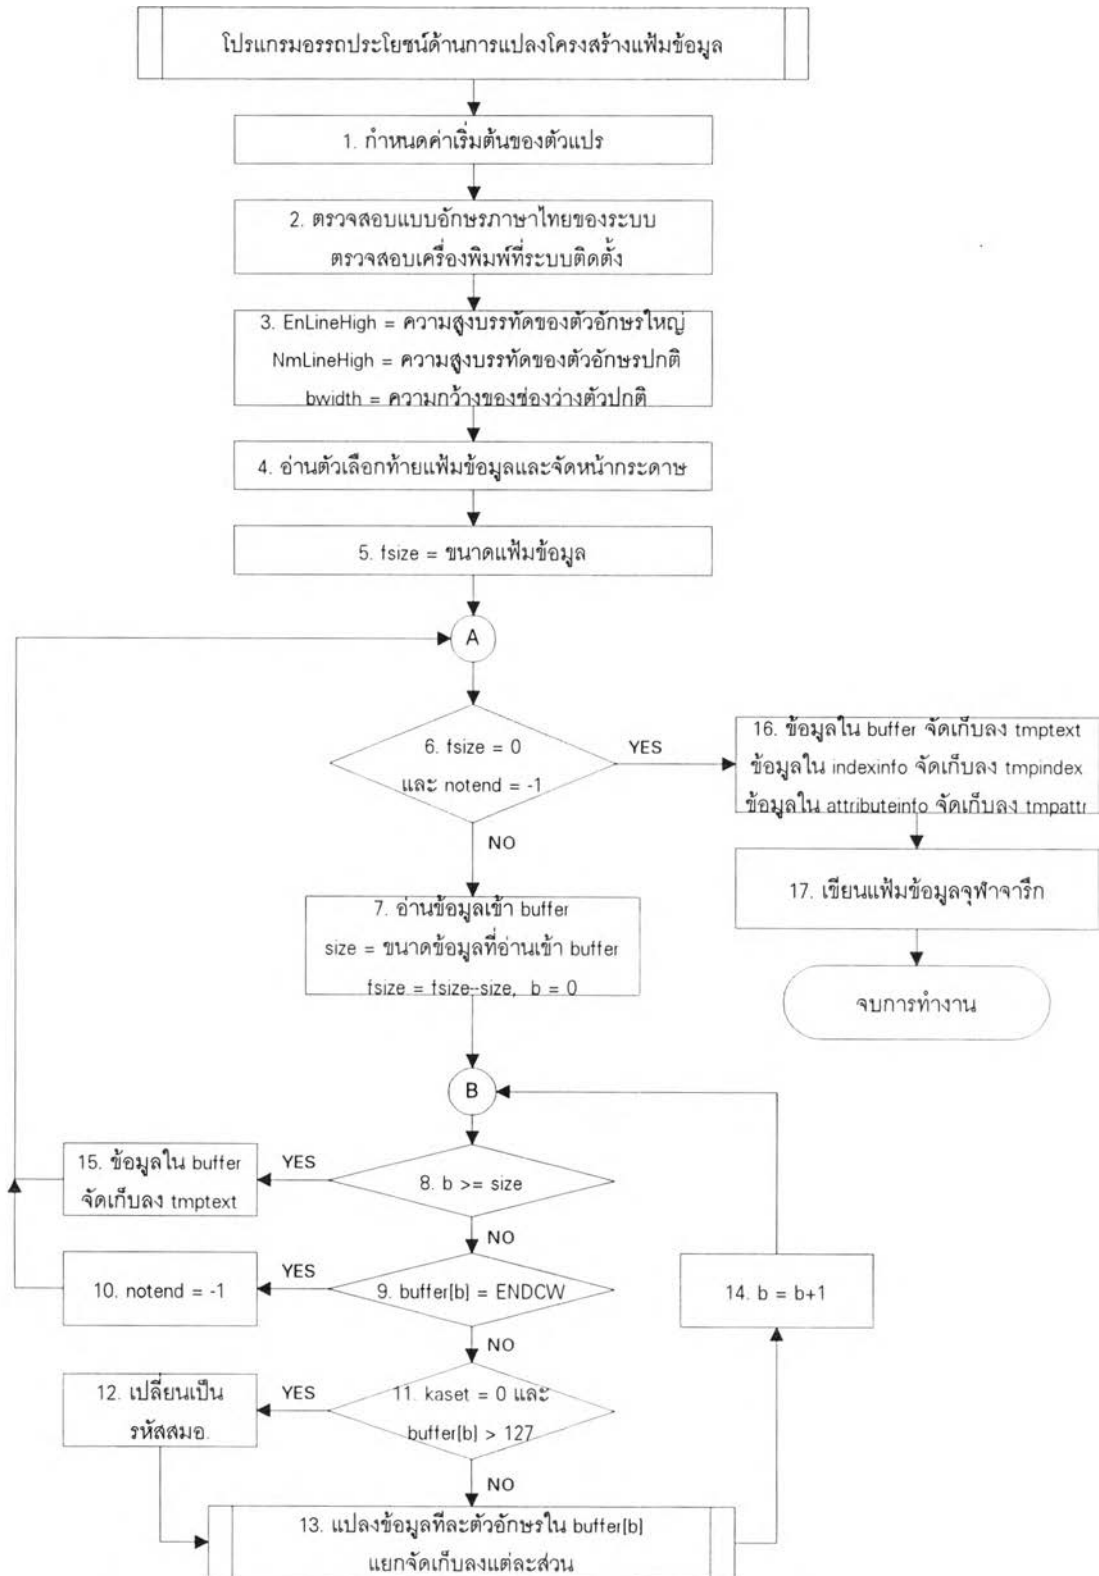 โปรแกรมอรรถประโยชน์ด้านการแปลงโครงสร้างแฟ้มข้อมูล
1. กำหนดค่าเริ่มต้นของตัวแปร
2. ตรวจสอบแบบอักษรภาษาไทยของระบบ
ตรวจสอบเครื่องพิมพ์ที่ระบบติดตั้ง
3. EnLineHigh = ความสูงบรรทัดของตัวอักษรใหญ่
NmLineHigh = ความสูงบรรทัดของตัวอักษรปกติ
bwidth = ความกว้างของช่องว่างตัวปกติ
4. อ่านตัวเลือกท้ายแฟ้มข้อมูลและจัดหน้ากระดาษ
5. fsize = ขนาดแฟ้มข้อมูล
A
6. fsize = 0
และ notend = -1
YES
NO
16. ข้อมูลใน buffer จัดเก็บลง tmptext
ข้อมูลใน indexinfo จัดเก็บลง tmpindex
ข้อมูลใน attributeinfo จัดเก็บลง tmpattr
17. เขียนแฟ้มข้อมูลจุฬาจารึก
จบการทำงาน
7. อ่านข้อมูลเข้า buffer
size = ขนาดข้อมูลที่อ่านเข้า buffer
fsize = fsize-size, b = 0
B
8. b >= size
YES
15. ข้อมูลใน buffer
จัดเก็บลง tmptext
NO
9. buffer[b] = ENDCW
YES
10. notend = -1
14. b = b+1
NO
11. kaset = 0 และ
buffer[b] > 127
YES
12. เปลี่ยนเป็น
รหัสสมอ.
NO
13. แปลงข้อมูลทีละตัวอักษรใน buffer[b]
แยกจัดเก็บลงแต่ละส่วน